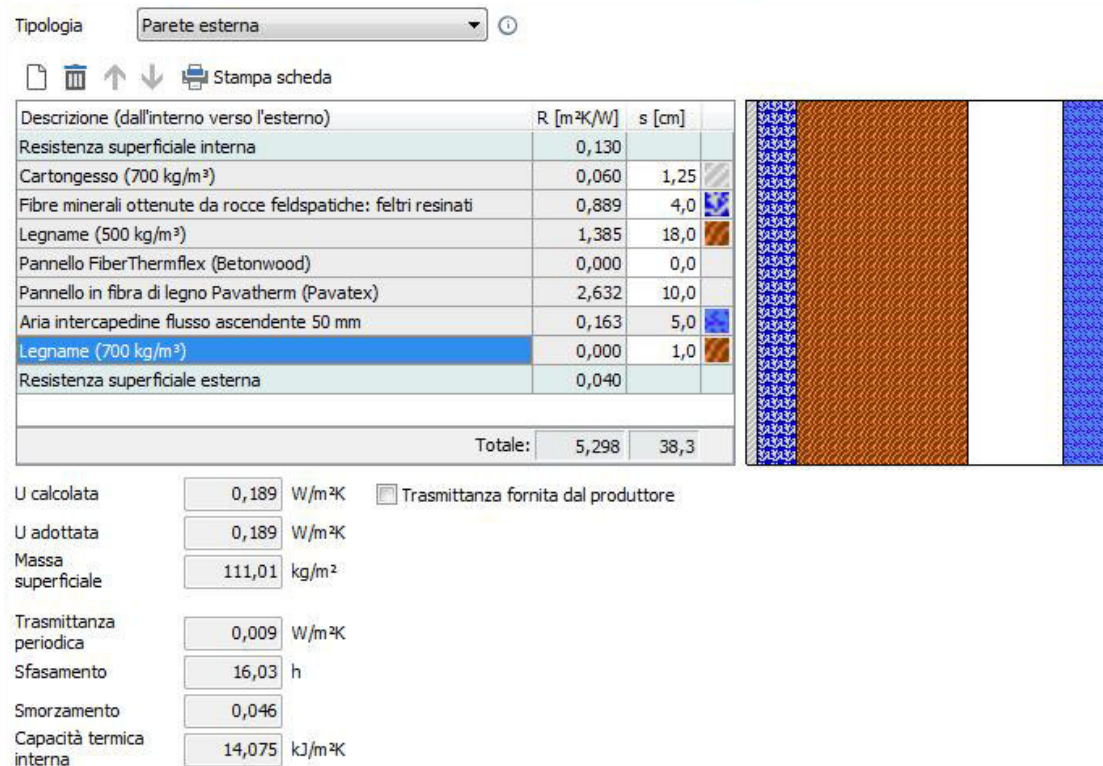 Tipologia Parete esterna
Stampa scheda
Descrizione (dall'interno verso l'esterno) R [m²K/W] s [cm]
Resistenza superficiale interna 0,130
Cartongesso (700 kg/m³) 0,060 1,25
Fibre minerali ottenute da rocce feldspatiche: feltri resinati 0,889 4,0
Legname (500 kg/m³) 1,385 18,0
Pannello FiberThermflex (Betonwood) 0,000 0,0
Pannello in fibra di legno Pavatherm (Pavatex) 2,632 10,0
Aria intercapedine flusso ascendente 50 mm 0,163 5,0
Legname (700 kg/m³) 0,000 1,0
Resistenza superficiale esterna 0,040
Totale: 5,298 38,3
U calcolata 0,189 W/m²K Trasmittanza fornita dal produttore
U adottata 0,189 W/m²K
Massa
superficiale 111,01 kg/m²
Trasmittanza
periodica 0,009 W/m²K
Sfasamento 16,03 h
Smorzamento 0,046
Capacità termica
interna 14,075 kJ/m²K